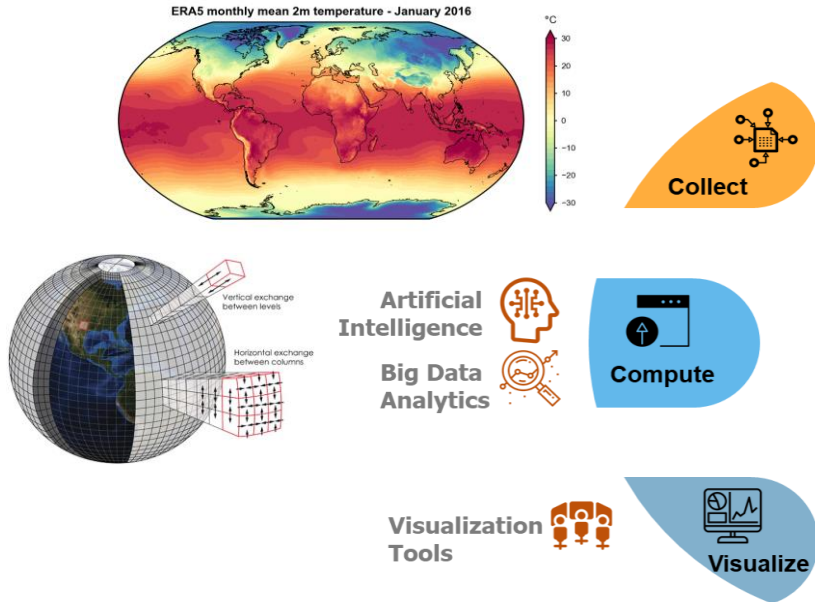 ERA5 monthly mean 2m temperature - January 2016
°C
30
20
10
0
−10
−20
−30
Collect
Vertical exchange
between levels
Horizontal exchange
between columns
Artificial
Intelligence
Big Data
Analytics
Compute
Visualization
Tools
Visualize